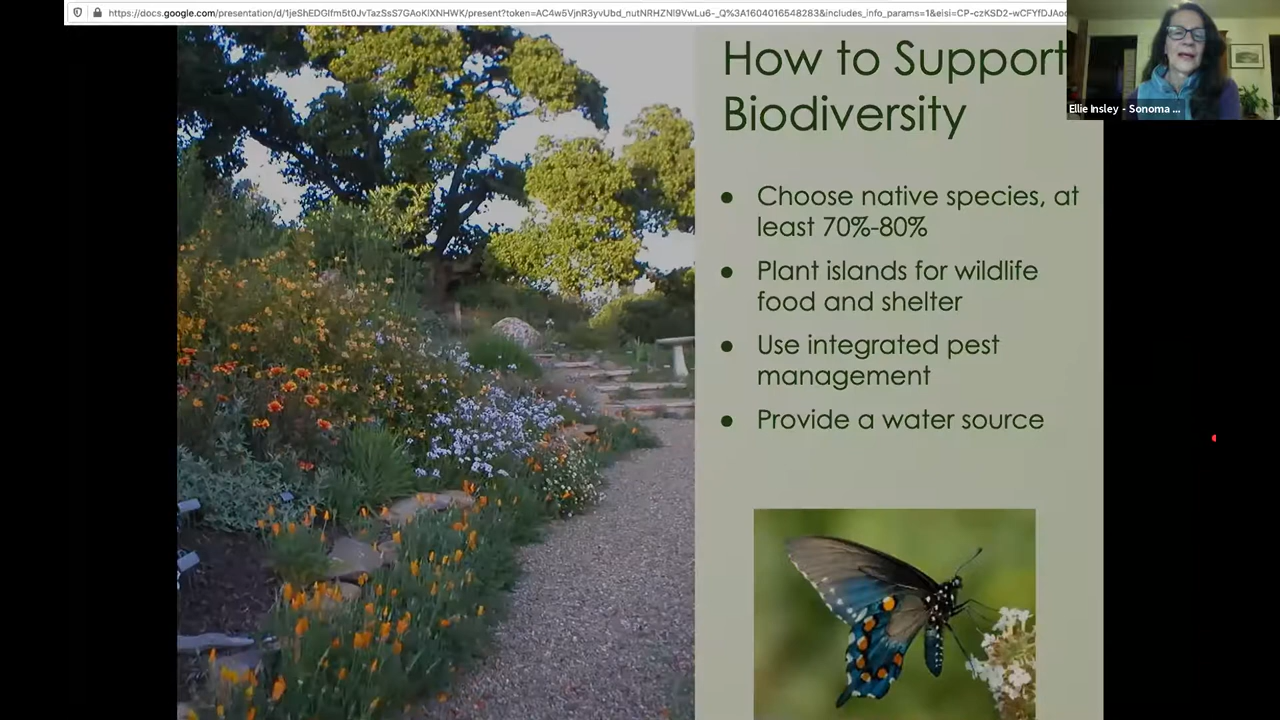 https://docs.google.com/presentation/d/1jeShEDGlfm5t0JvTazSsS7GAoKlXNHWK/present?token=AC4w5VjnR3yvUbd_nutNRHZNl9VwLu6-_Q%3A1604016548283&includes_info_params=1&eisi=CP-czKSD2-wCFYfDJAoc
Ellie Insley - Sonoma ...
How to Support
Biodiversity
● Choose native species, at
least 70%-80%
● Plant islands for wildlife
food and shelter
● Use integrated pest
management
● Provide a water source